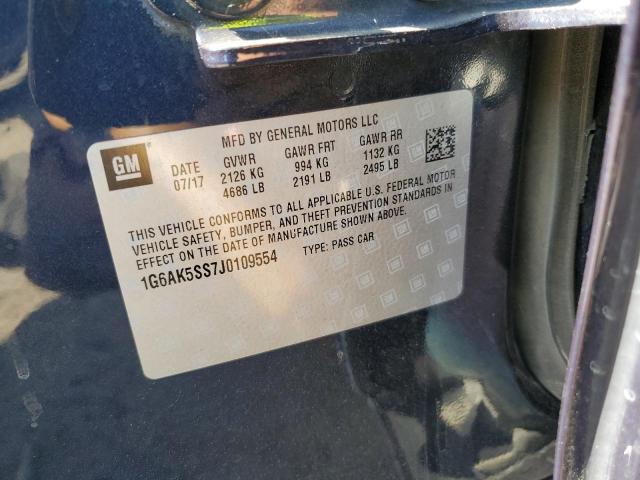 MFD BY GENERAL MOTORS LLC
GM
DATE GVWR GAWR FRT GAWR RR
07/17 2126 KG 994 KG 1132 KG
4686 LB 2191 LB 2495 LB
THIS VEHICLE CONFORMS TO ALL APPLICABLE U.S. FEDERAL MOTOR
VEHICLE SAFETY, BUMPER, AND THEFT PREVENTION STANDARDS IN
EFFECT ON THE DATE OF MANUFACTURE SHOWN ABOVE.
1G6AK5SS7J0109554 TYPE: PASS CAR